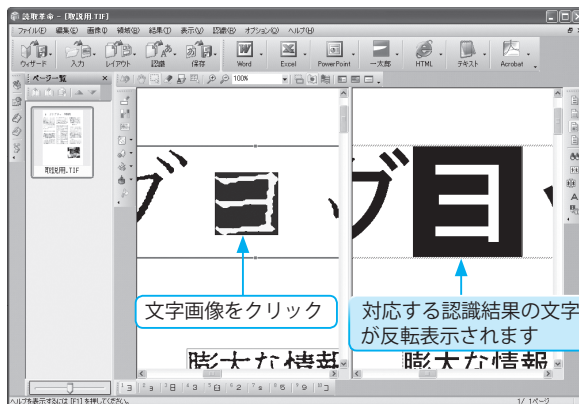 読取革命 - [取説用.TIF]
ファイル(F) 編集(E) 画像(I) 領域(R) 結果(T) 表示(V) 認識(B) オプション(O) ヘルプ(H)
ウィザード 入力 レイアウト 認識 保存 Word Excel PowerPoint 一太郎 HTML テキスト Acrobat
ページ一覧
100%
取説用.TIF
グ ヨ
グ ヨ
文字画像をクリック
対応する認識結果の文字
が反転表示されます
膨大な情報
膨大な情報
ヘルプを表示するには [F1] を押してください。
1/ 1ページ